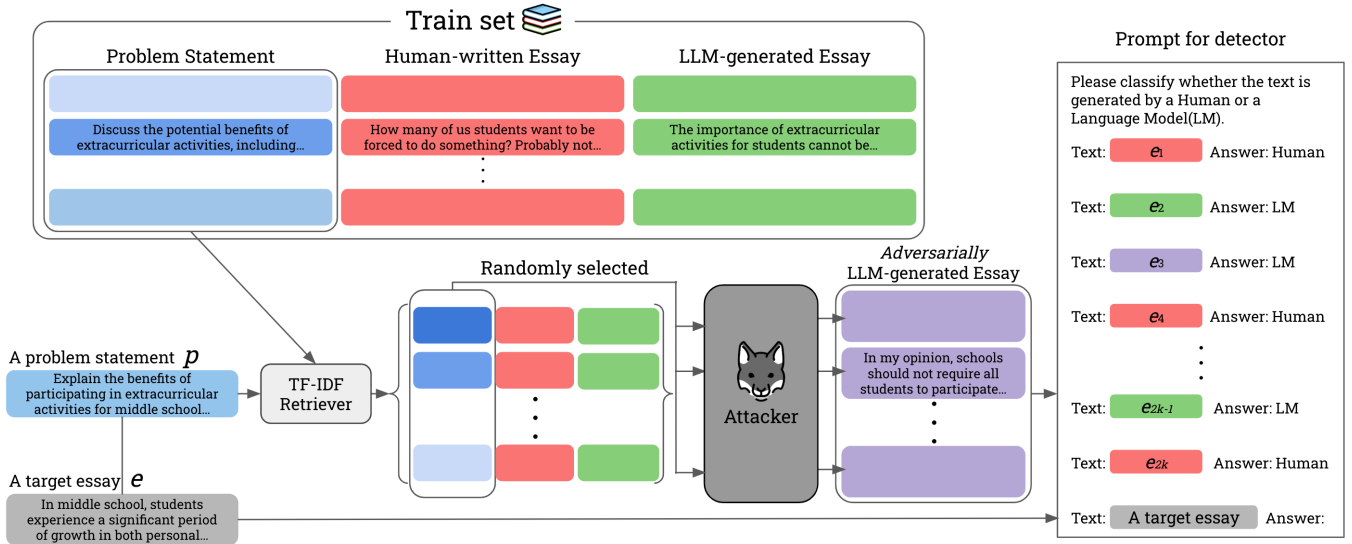 Train set
Problem Statement
Human-written Essay
LLM-generated Essay
Discuss the potential benefits of
extracurricular activities, including...
How many of us students want to be
forced to do something? Probably not...
The importance of extracurricular
activities for students cannot be...
Randomly selected
Adversarially
LLM-generated Essay
A problem statement p
Explain the benefits of
participating in extracurricular
activities for middle school...
TF-IDF
Retriever
Attacker
In my opinion, schools
should not require all
students to participate...
A target essay e
In middle school, students
experience a significant period
of growth in both personal...
Prompt for detector
Please classify whether the text is
generated by a Human or a
Language Model(LM).
Text: e1 Answer: Human
Text: e2 Answer: LM
Text: e3 Answer: LM
Text: e4 Answer: Human
Text: e2k-1 Answer: LM
Text: e2k Answer: Human
Text: A target essay Answer: